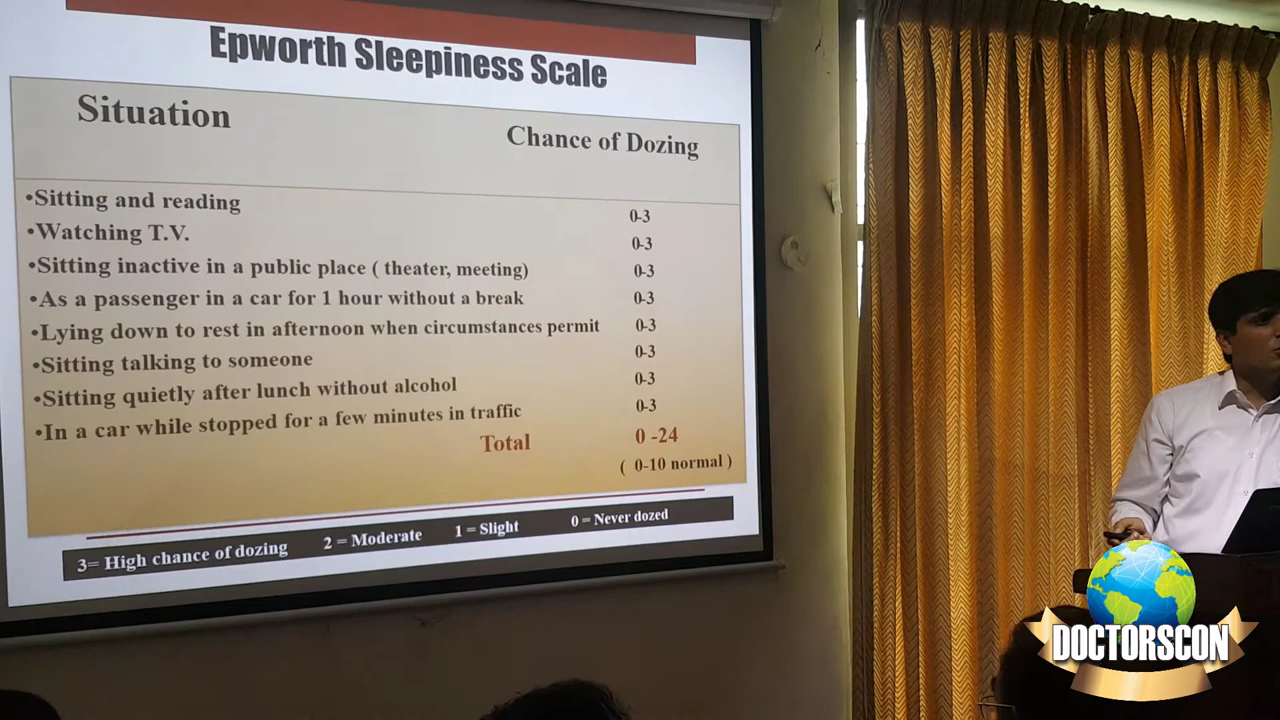 Epworth Sleepiness Scale
Situation
Chance of Dozing
•Sitting and reading 0-3
•Watching T.V. 0-3
•Sitting inactive in a public place ( theater, meeting) 0-3
•As a passenger in a car for 1 hour without a break 0-3
•Lying down to rest in afternoon when circumstances permit 0-3
•Sitting talking to someone 0-3
•Sitting quietly after lunch without alcohol 0-3
•In a car while stopped for a few minutes in traffic 0-3
Total 0 -24
( 0-10 normal )
3= High chance of dozing 2 = Moderate 1 = Slight 0 = Never dozed
DOCTORSCON